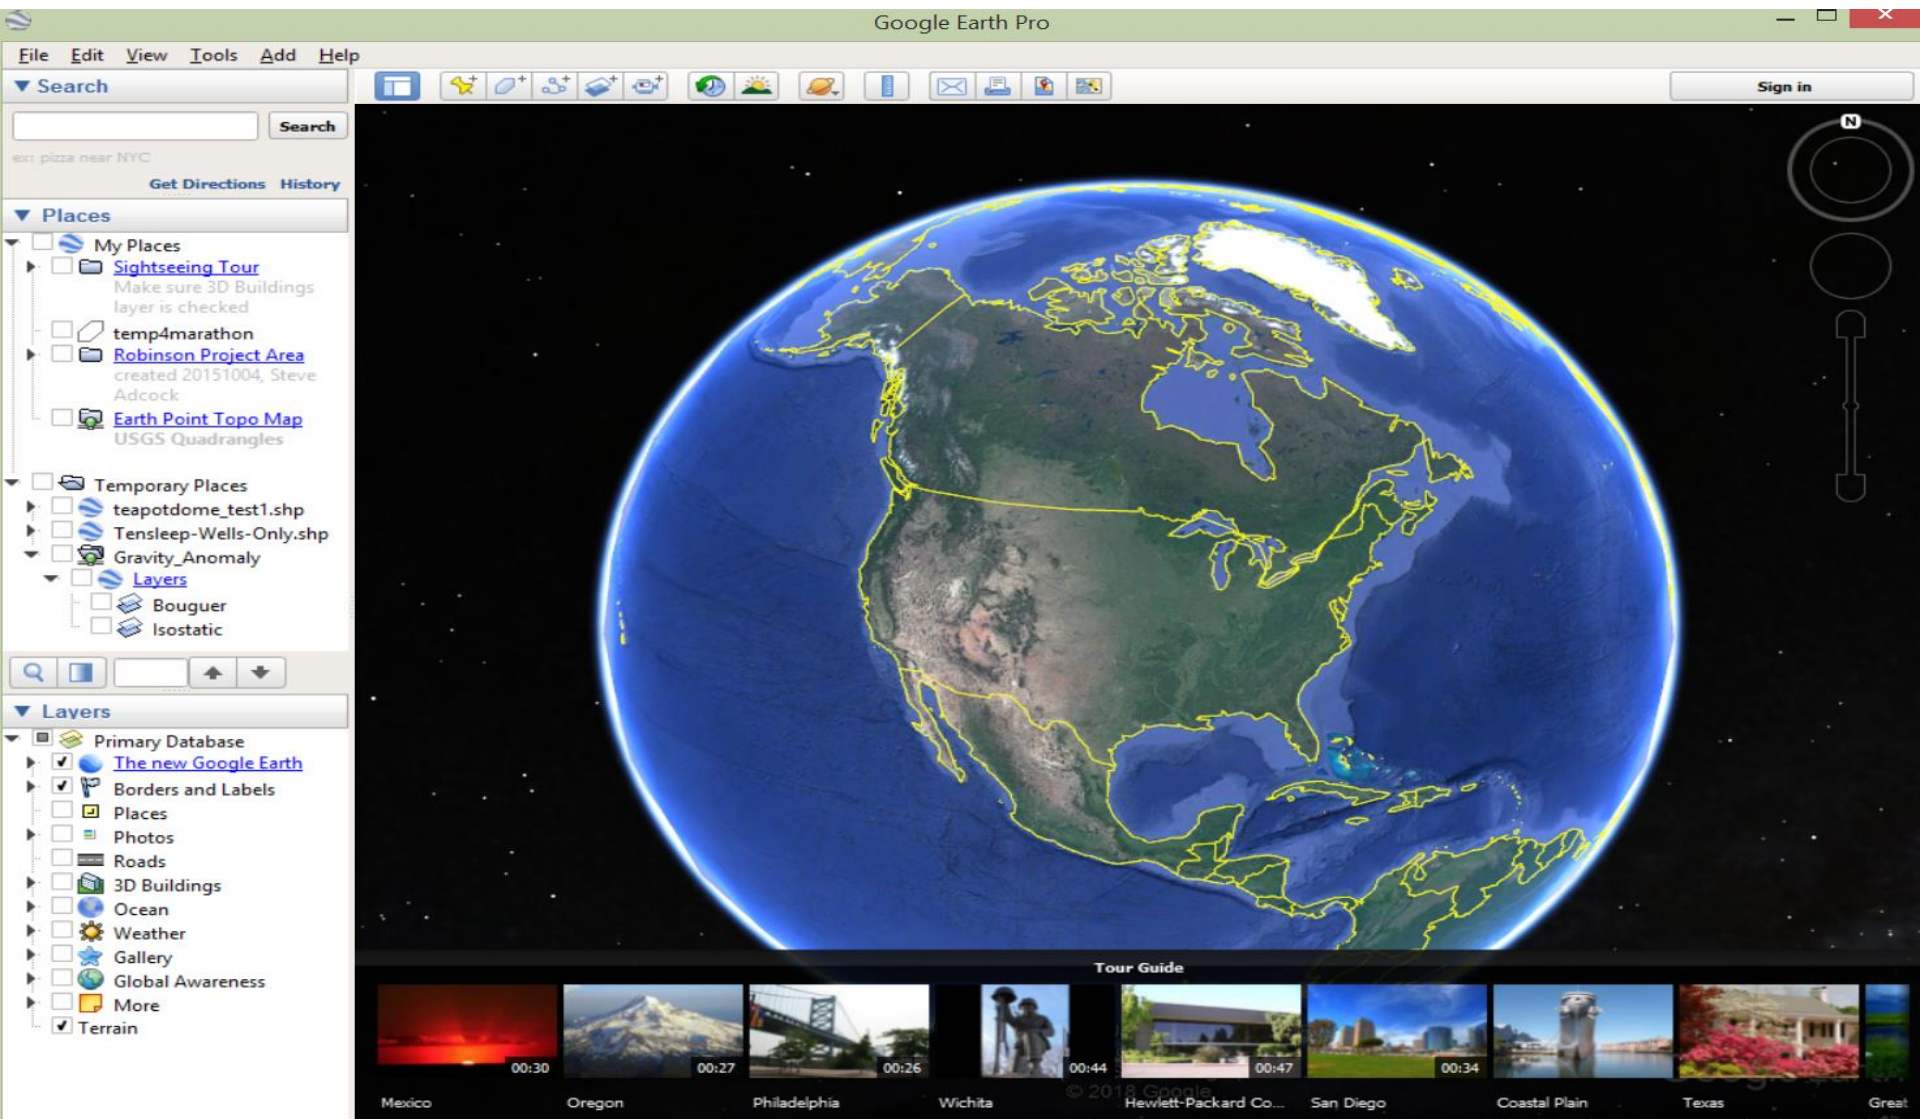 Google Earth Pro
File Edit View Tools Add Help
Search
Sign in
N
Search
ex: pizza near NYC
Get Directions History
Places
My Places
Sightseeing Tour
Make sure 3D Buildings
layer is checked
temp4marathon
Robinson Project Area
created 20151004, Steve
Adcock
Earth Point Topo Map
USGS Quadrangles
Temporary Places
teapotdome_test1.shp
Tensleep-Wells-Only.shp
Gravity_Anomaly
Layers
Bouguer
Isostatic
Layers
Primary Database
The new Google Earth
Borders and Labels
Places
Photos
Roads
3D Buildings
Ocean
Weather
Gallery
Global Awareness
More
Terrain
Tour Guide
00:30 00:27 00:26 00:44 00:47 00:34
© 2018 Google
Google Earth
Mexico Oregon Philadelphia Wichita Hewlett-Packard Co... San Diego Coastal Plain Texas Great